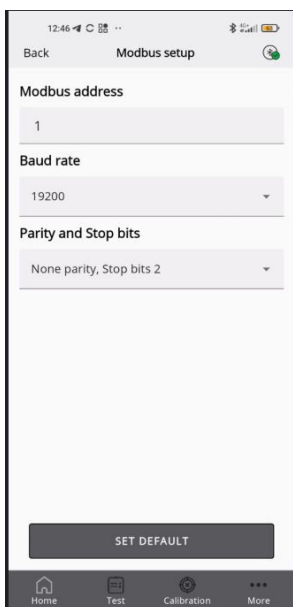 12:46
Back Modbus setup
Modbus address
1
Baud rate
19200
Parity and Stop bits
None parity, Stop bits 2
SET DEFAULT
Home Test Calibration More